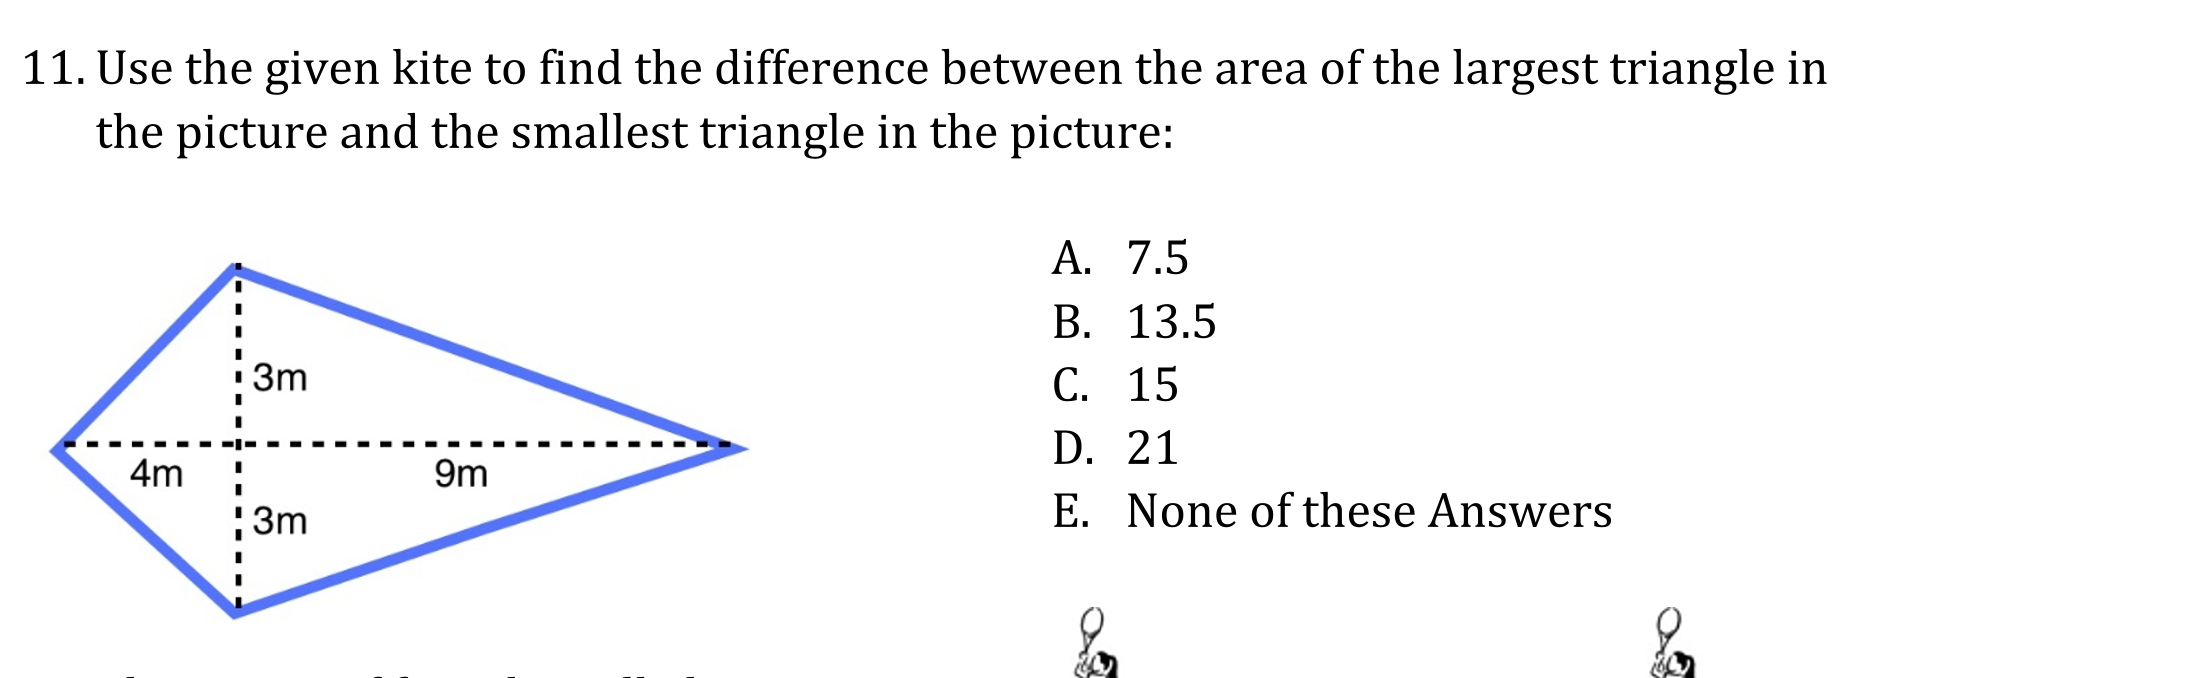 11. Use the given kite to find the difference between the area of the largest triangle in
the picture and the smallest triangle in the picture:
A. 7.5
B. 13.5
C. 15
D. 21
E. None of these Answers
3m
4m
9m
3m